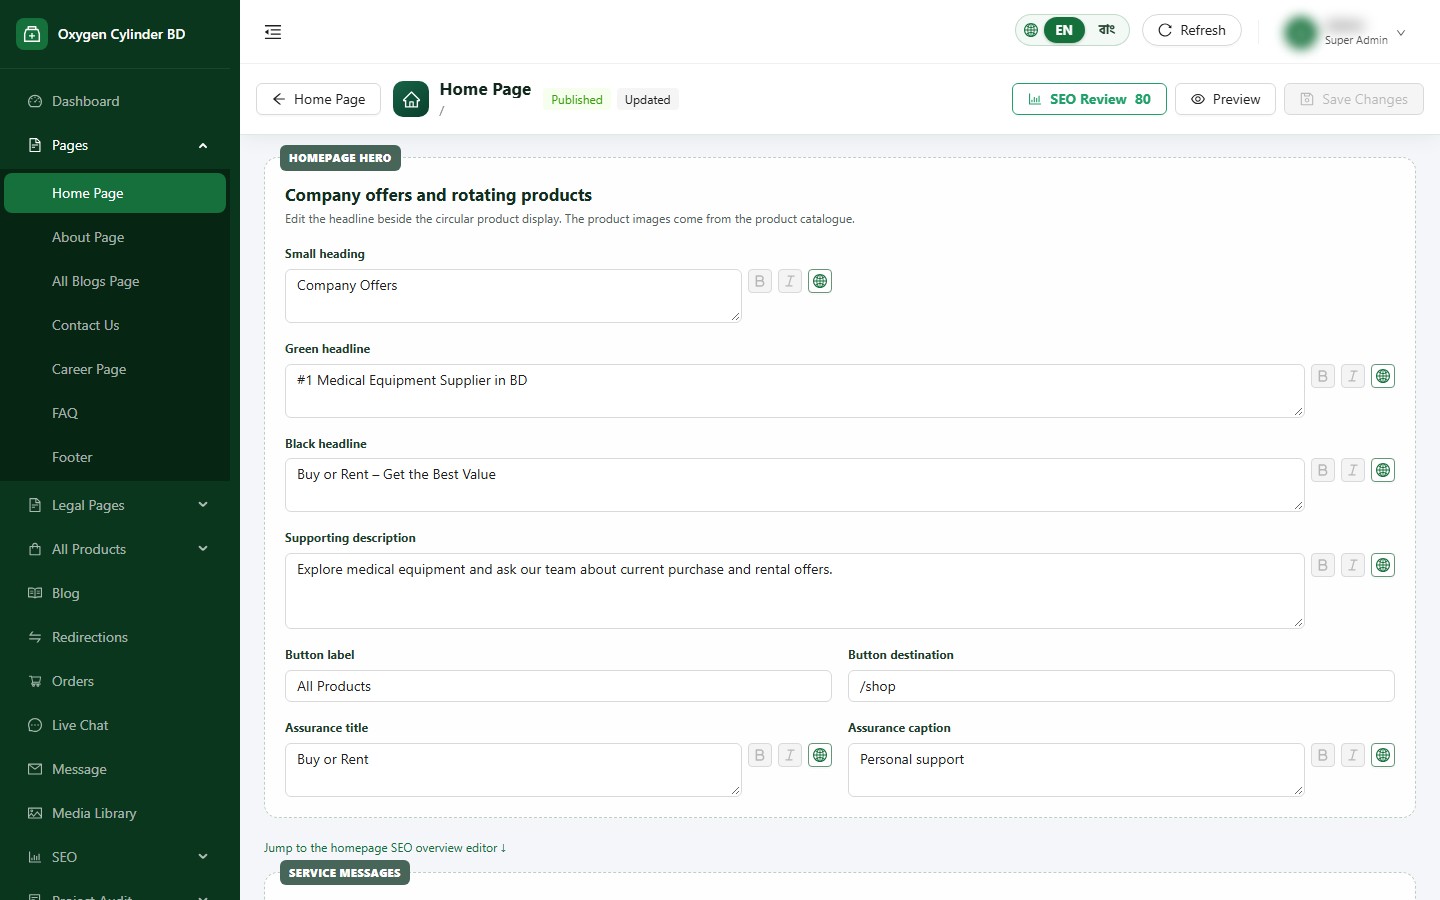 Oxygen Cylinder BD
EN
বাং
Refresh
Super Admin
Dashboard
Pages
Home Page
About Page
All Blogs Page
Contact Us
Career Page
FAQ
Footer
Legal Pages
All Products
Blog
Redirections
Orders
Live Chat
Message
Media Library
SEO
Project Audit
Home Page
Home Page
/
Published
Updated
SEO Review 80
Preview
Save Changes
HOMEPAGE HERO
Company offers and rotating products
Edit the headline beside the circular product display. The product images come from the product catalogue.
Small heading
Company Offers
B I
Green headline
#1 Medical Equipment Supplier in BD
B I
Black headline
Buy or Rent – Get the Best Value
B I
Supporting description
Explore medical equipment and ask our team about current purchase and rental offers.
B I
Button label
Button destination
All Products
/shop
Assurance title
Assurance caption
Buy or Rent
B I
Personal support
B I
Jump to the homepage SEO overview editor ↓
SERVICE MESSAGES